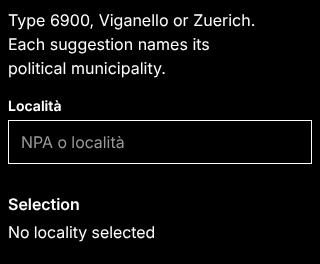 Type 6900, Viganello or Zuerich.
Each suggestion names its
political municipality.
Località
NPA o località
Selection
No locality selected